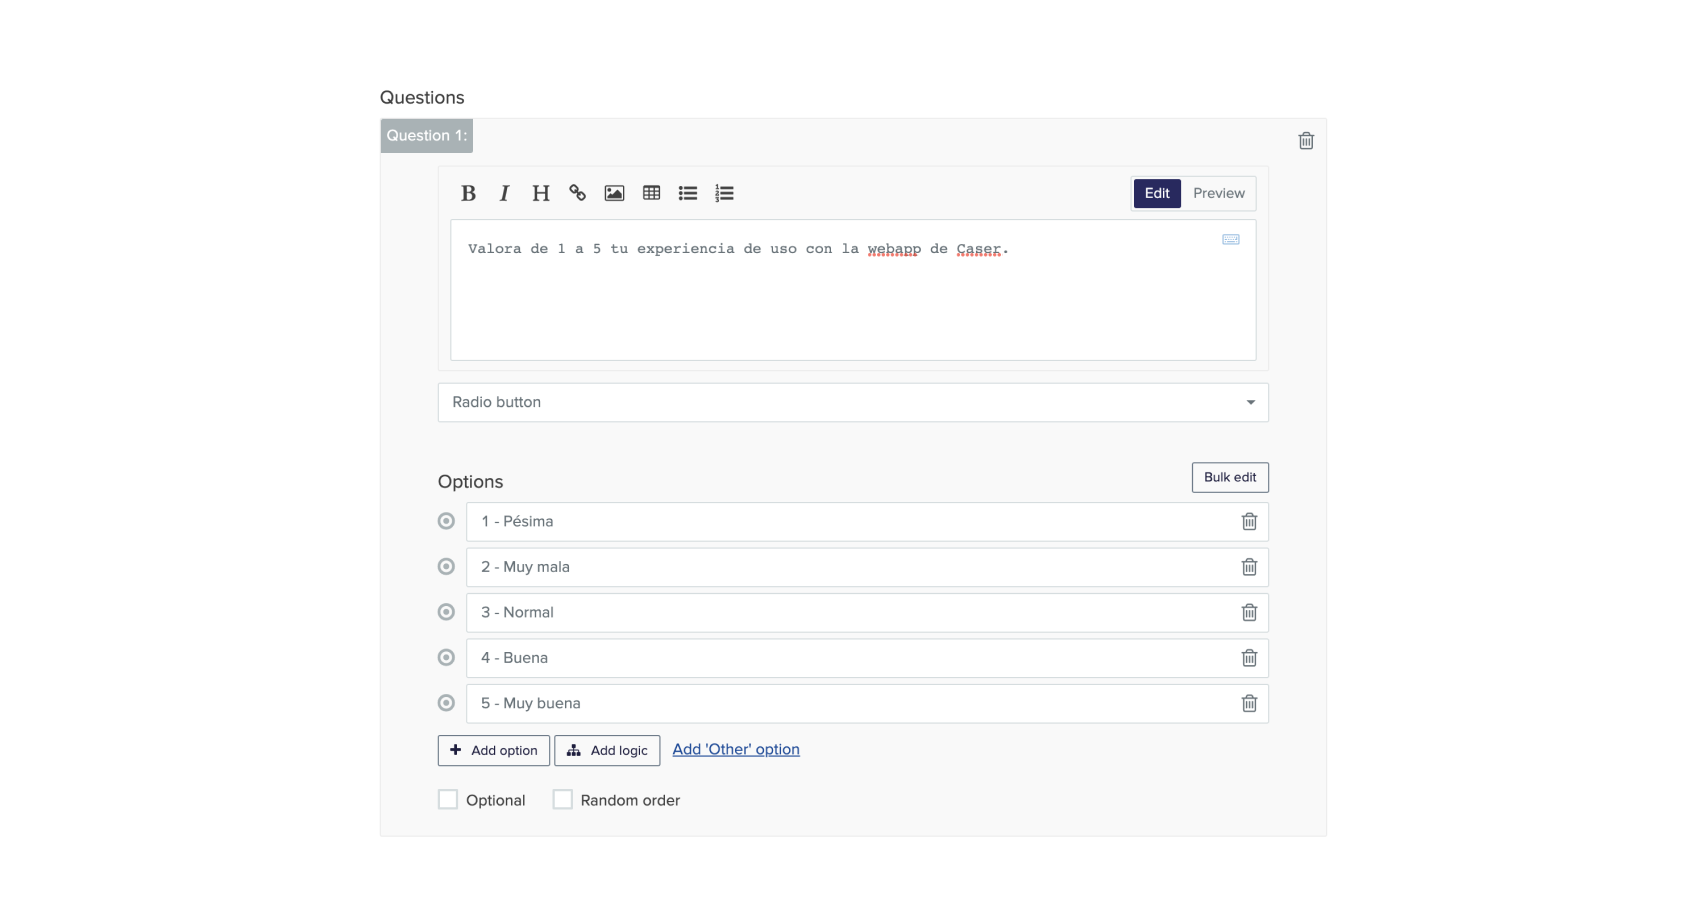 Questions
Question 1:
B I H
Edit Preview
Valora de 1 a 5 tu experiencia de uso con la webapp de Caser.
Radio button
Options
Bulk edit
1 - Pésima
2 - Muy mala
3 - Normal
4 - Buena
5 - Muy buena
Add option Add logic Add 'Other' option
Optional Random order